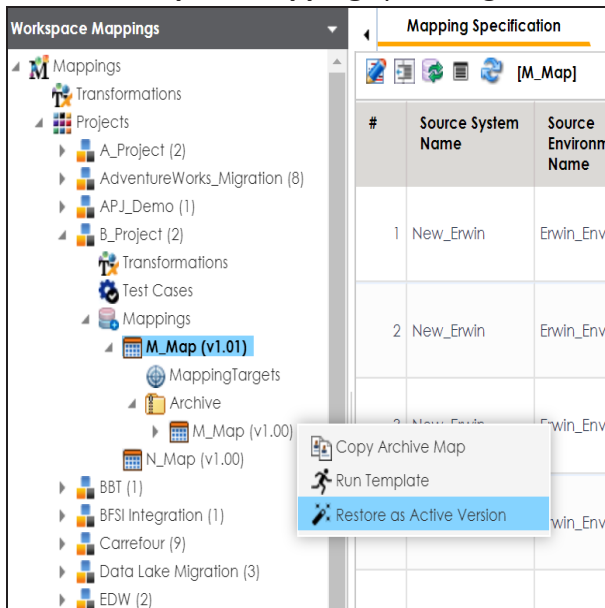 Workspace Mappings
Mappings
Transformations
Projects
A_Project (2)
AdventureWorks_Migration (8)
APJ_Demo (1)
B_Project (2)
Transformations
Test Cases
Mappings
M_Map (v1.01)
MappingTargets
Archive
M_Map (v1.00)
N_Map (v1.00)
BBT (1)
BFSI Integration (1)
Carrefour (9)
Data Lake Migration (3)
EDW (2)
Copy Archive Map
Run Template
Restore as Active Version
Mapping Specification
[M_Map]
# Source System Name Source Environm Name
1 New_Erwin Erwin_Env
2 New_Erwin Erwin_Env
rwin_Env